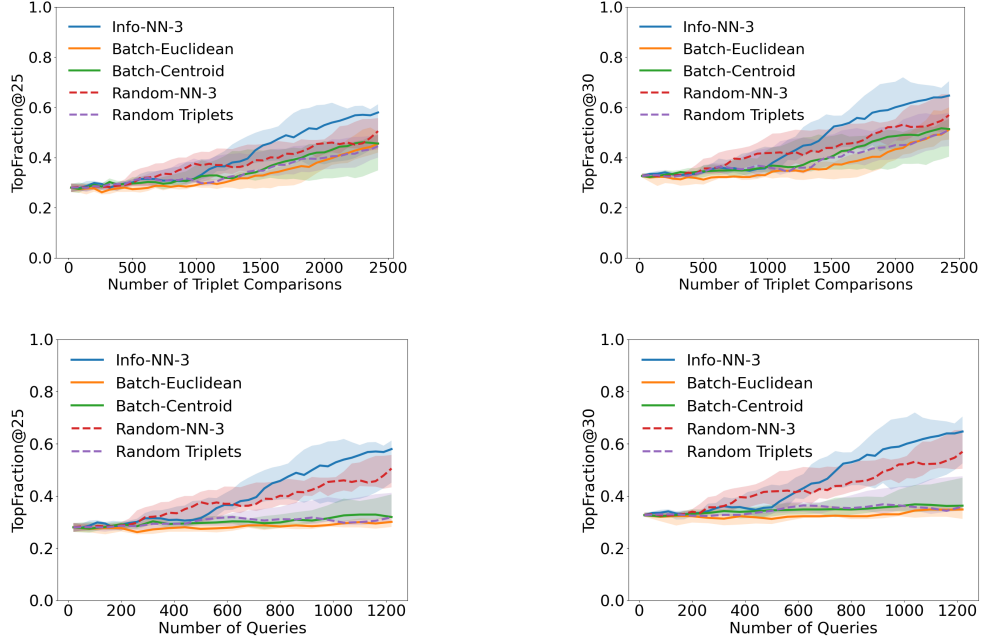 TopFraction@25
1.0
0.8
0.6
0.4
0.2
0.0
Info-NN-3
Batch-Euclidean
Batch-Centroid
Random-NN-3
Random Triplets
0 500 1000 1500 2000 2500
Number of Triplet Comparisons
TopFraction@30
1.0
0.8
0.6
0.4
0.2
0.0
Info-NN-3
Batch-Euclidean
Batch-Centroid
Random-NN-3
Random Triplets
0 500 1000 1500 2000 2500
Number of Triplet Comparisons
TopFraction@25
1.0
0.8
0.6
0.4
0.2
0.0
Info-NN-3
Batch-Euclidean
Batch-Centroid
Random-NN-3
Random Triplets
0 200 400 600 800 1000 1200
Number of Queries
TopFraction@30
1.0
0.8
0.6
0.4
0.2
0.0
Info-NN-3
Batch-Euclidean
Batch-Centroid
Random-NN-3
Random Triplets
0 200 400 600 800 1000 1200
Number of Queries